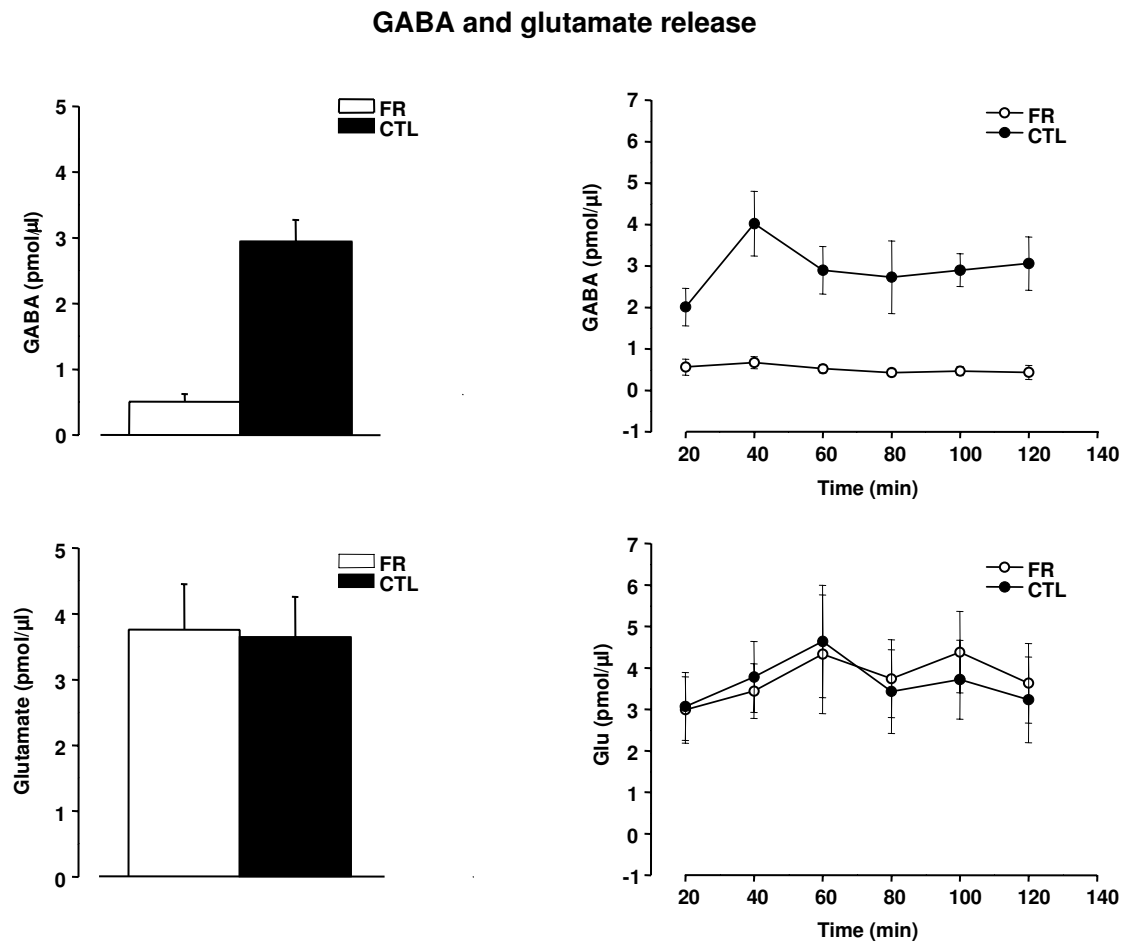 GABA and glutamate release
5
4
3
2
1
0
GABA (pmol/µl)
FR
CTL
7
6
5
4
3
2
1
0
-1
GABA (pmol/µl)
FR
CTL
20 40 60 80 100 120 140
Time (min)
5
4
3
2
1
0
Glutamate (pmol/µl)
FR
CTL
7
6
5
4
3
2
1
0
-1
Glu (pmol/µl)
FR
CTL
20 40 60 80 100 120 140
Time (min)